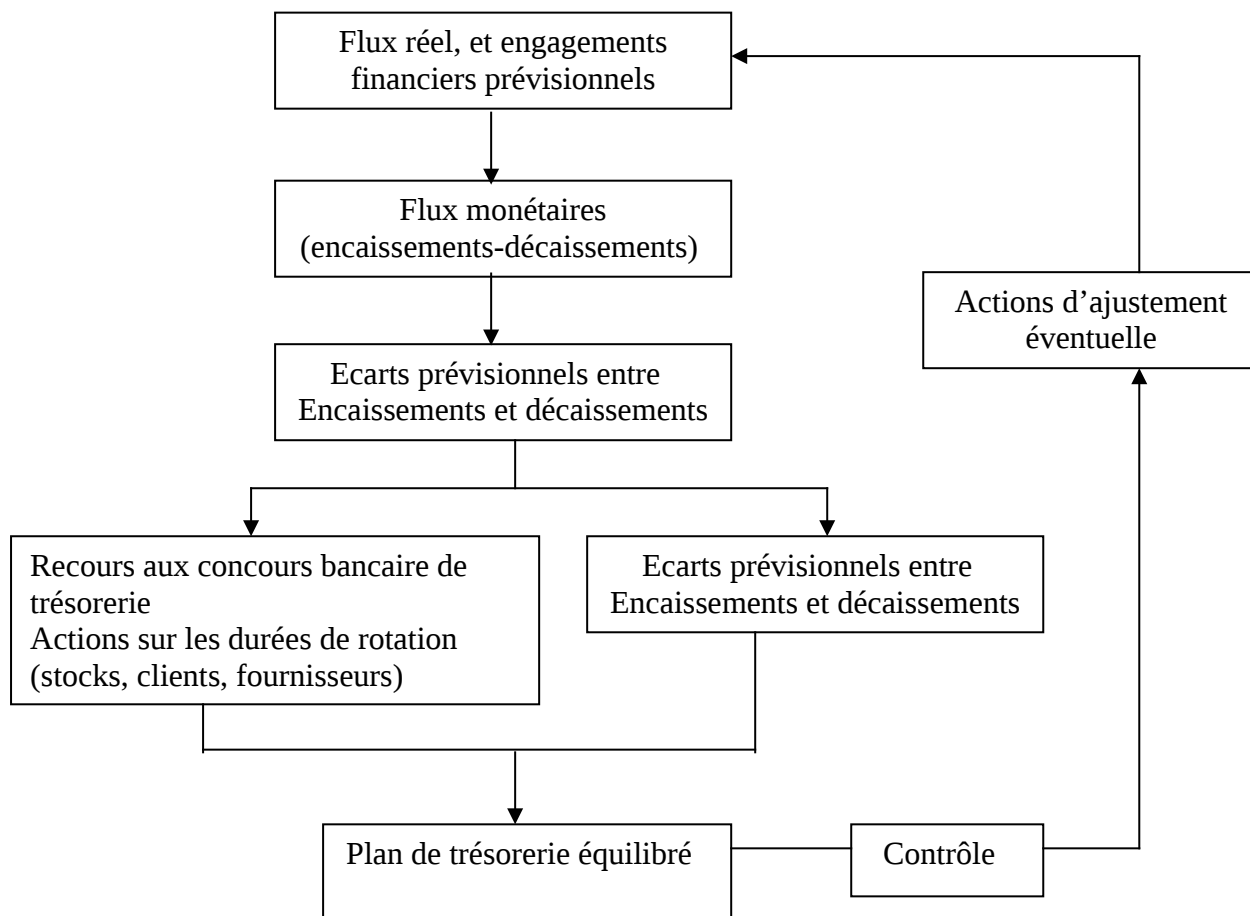 Flux réel, et engagements
financiers prévisionnels
Flux monétaires
(encaissements-décaissements)
Actions d’ajustement
éventuelle
Ecarts prévisionnels entre
Encaissements et décaissements
Recours aux concours bancaire de
trésorerie
Actions sur les durées de rotation
(stocks, clients, fournisseurs)
Ecarts prévisionnels entre
Encaissements et décaissements
Plan de trésorerie équilibré
Contrôle